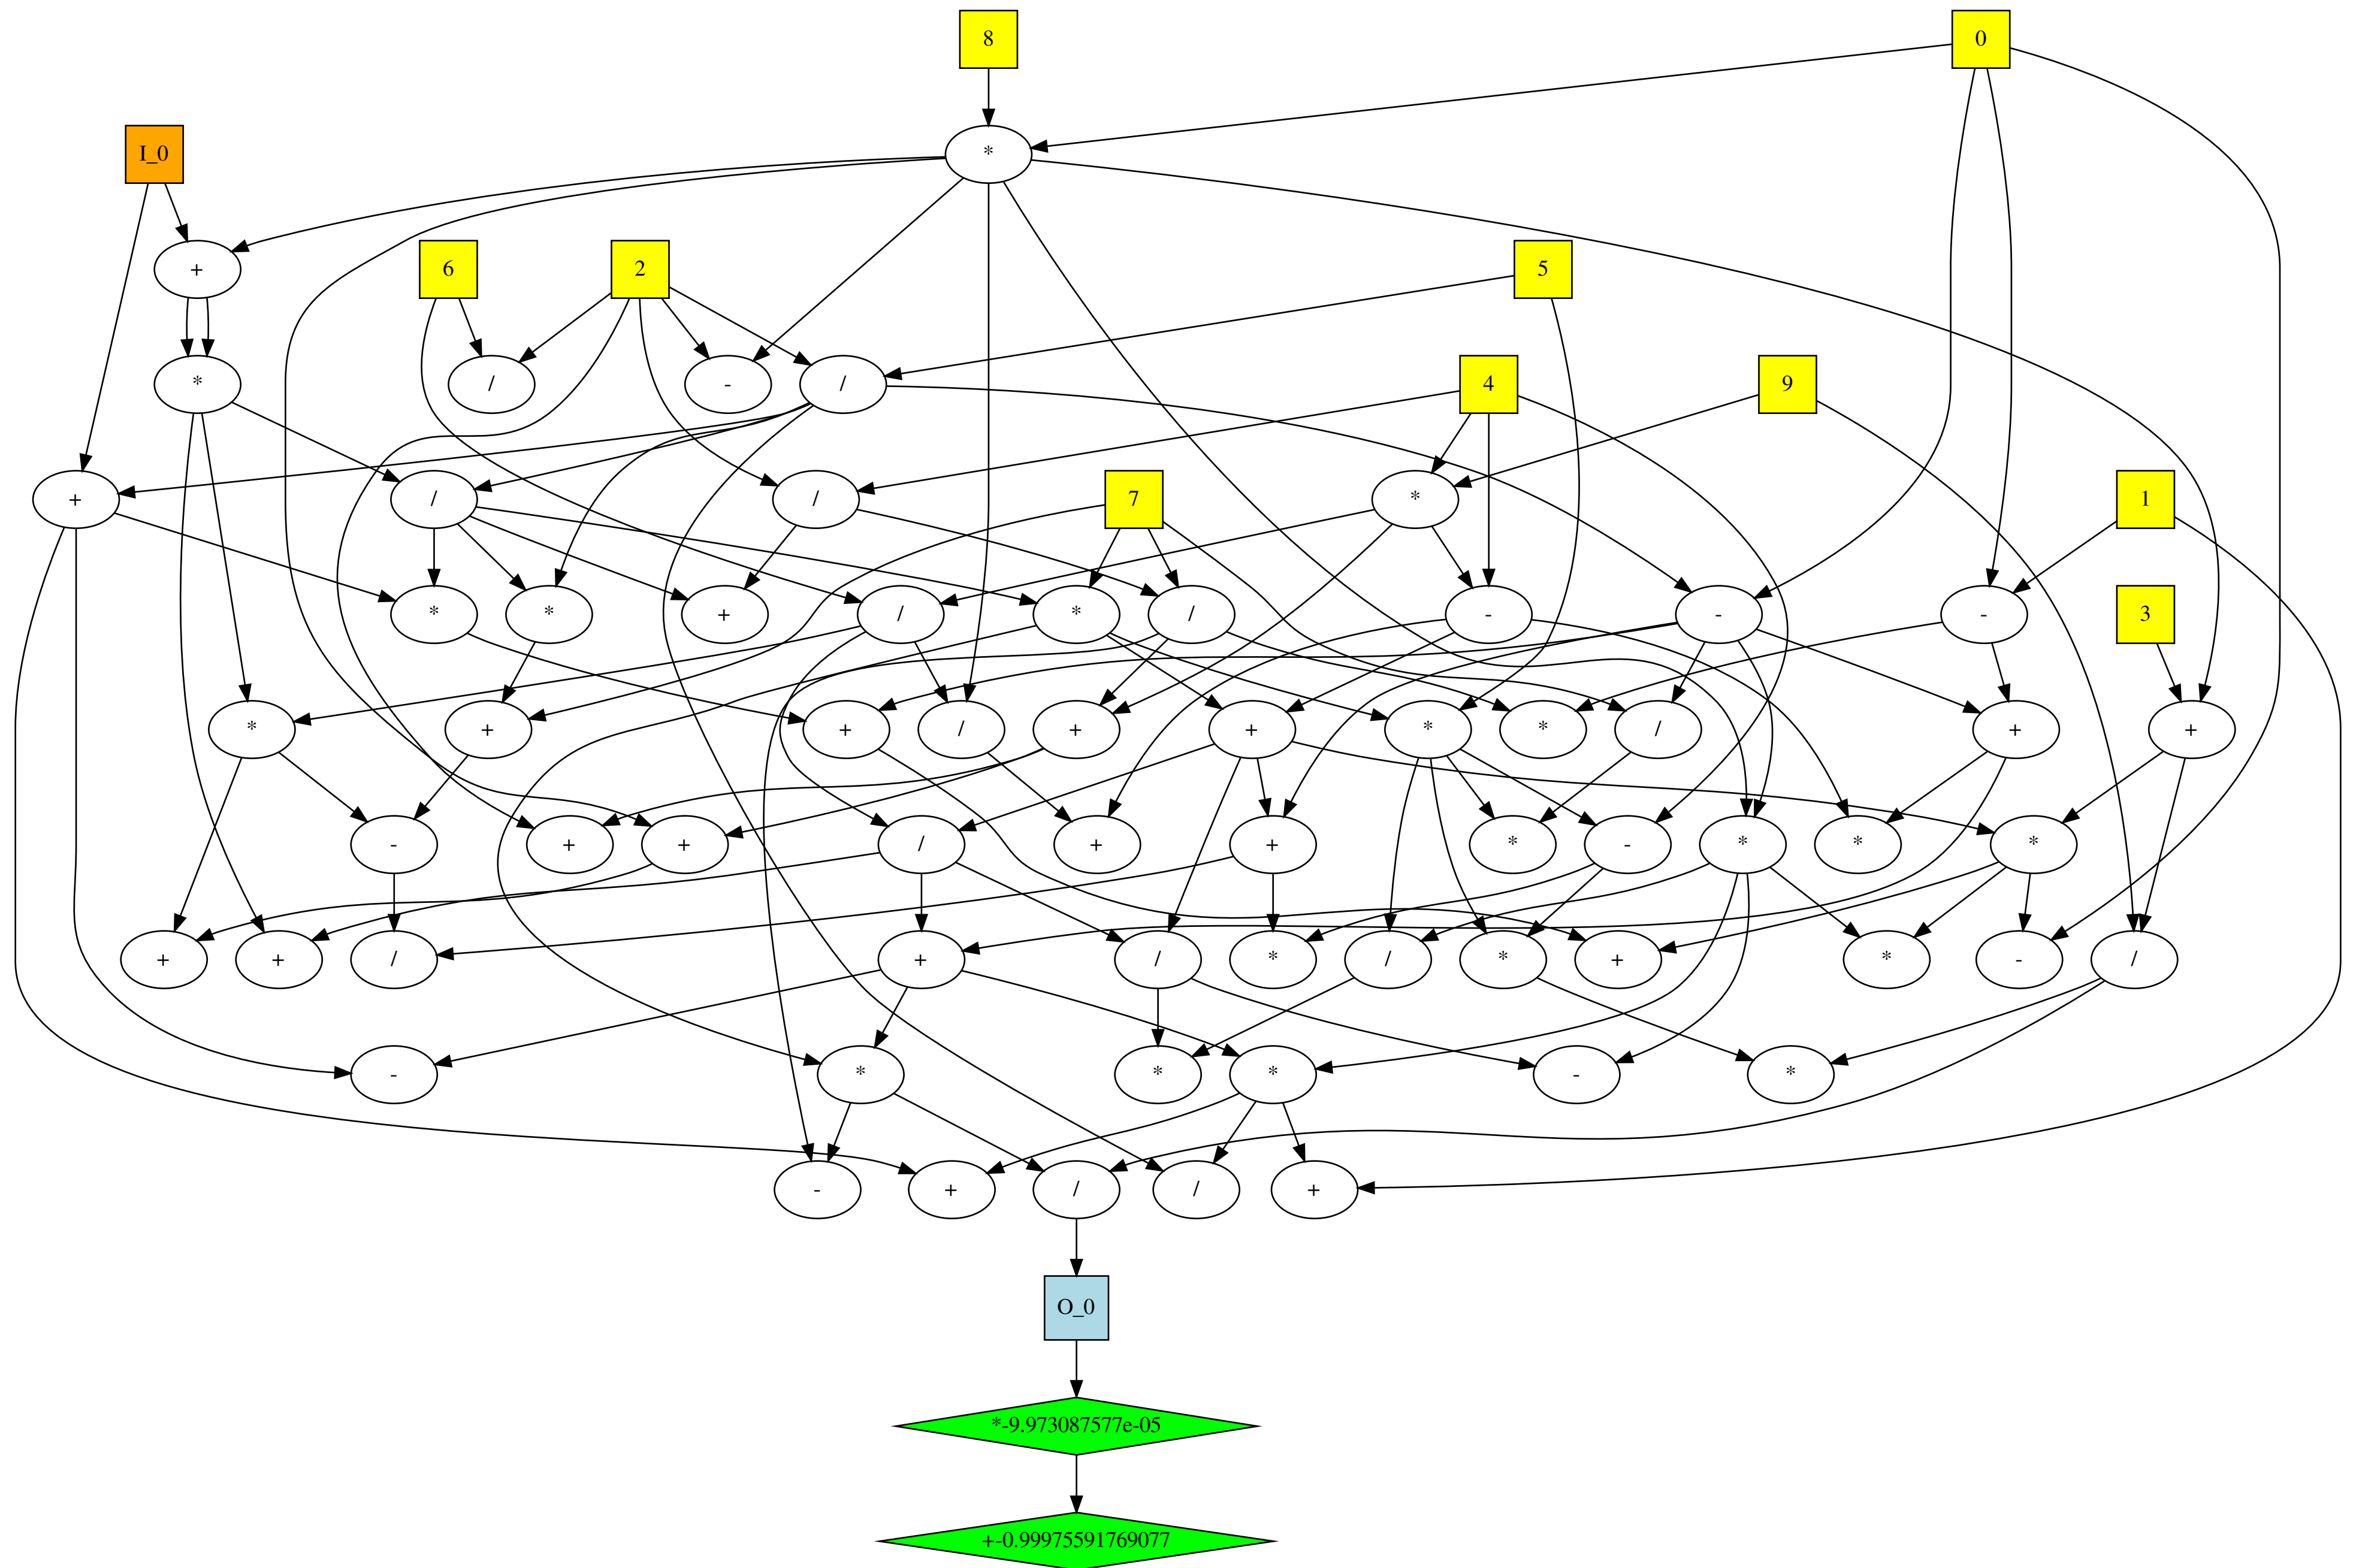 8 0
I_0 *
+ 6 2 5
* / - / 4 9
+ / / 7 * 1
* * + / * / - - - 3
* + + / + + * * / + +
- + + / + + * - * * *
+ + / + / * / * + * - /
- * * * - *
- + / / +
O_0
*-9.973087577e-05
+-0.99975591769077